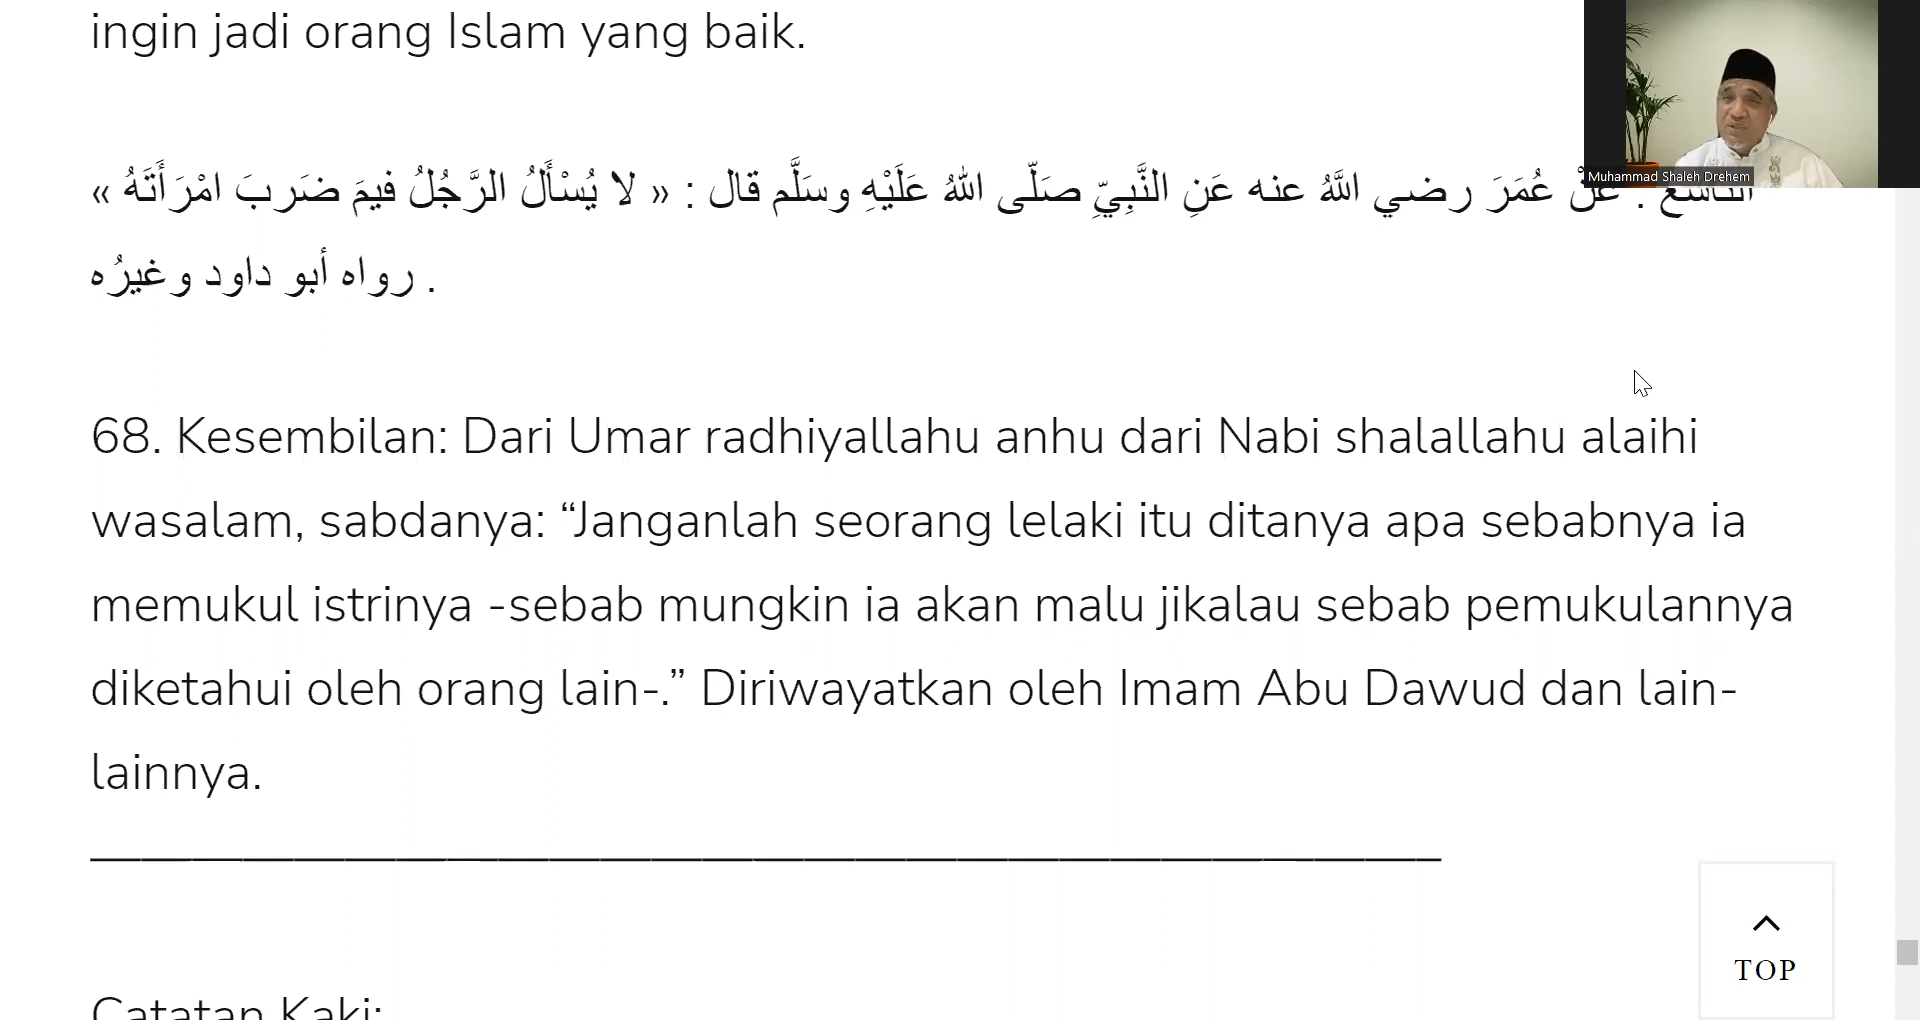 ingin jadi orang Islam yang baik.
Muhammad Shaleh Drehem
: عَنْ عُمَرَ رضي اللَّهُ عنه عَنِ النَّبِيِّ صَلّى اللهُ عَلَيْهِ وسَلَّم قال : « لا يُسْأَلُ الرَّجُلُ فيمَ ضَربَ امْرَأَتَهُ »
رواه أبو داود وغيرُه .
68. Kesembilan: Dari Umar radhiyallahu anhu dari Nabi shalallahu alaihi
wasalam, sabdanya: “Janganlah seorang lelaki itu ditanya apa sebabnya ia
memukul istrinya -sebab mungkin ia akan malu jikalau sebab pemukulannya
diketahui oleh orang lain-.” Diriwayatkan oleh Imam Abu Dawud dan lain-
lainnya.
TOP
Catatan Kaki: